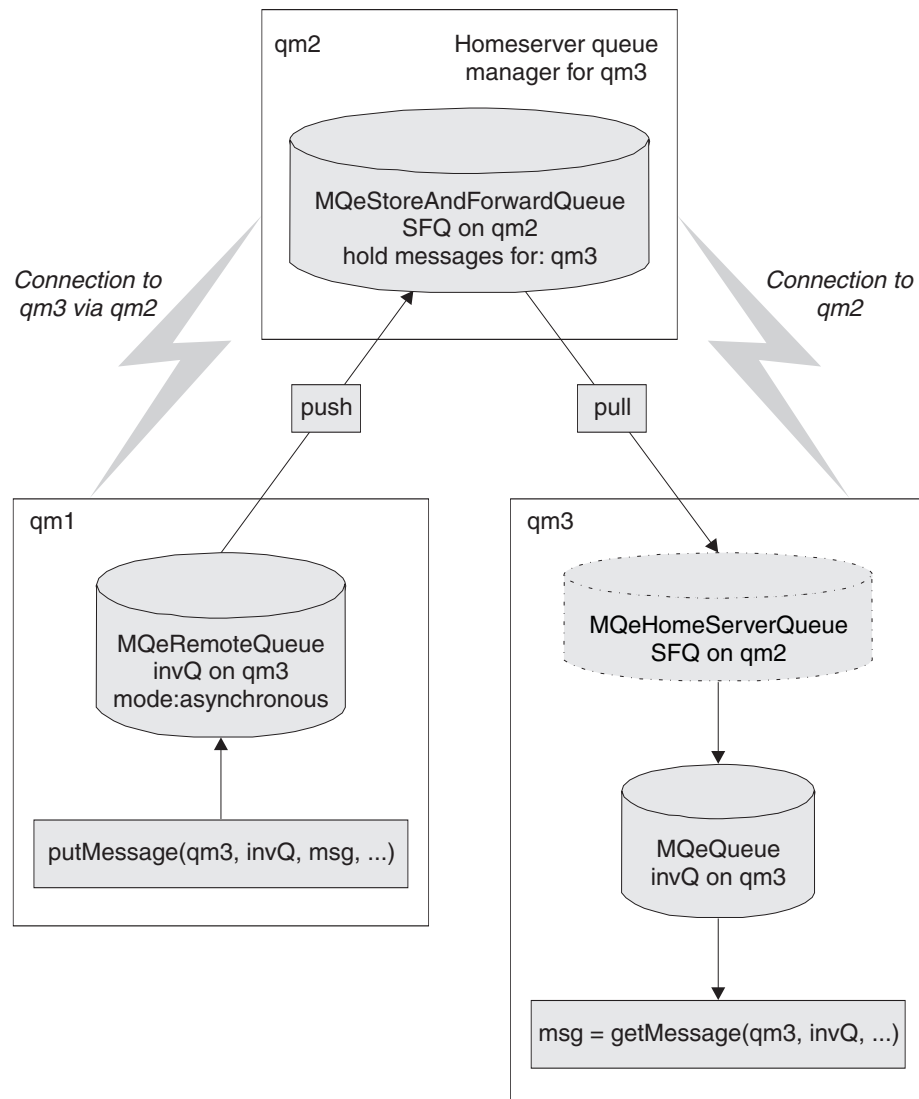 qm2
Homeserver queue
manager for qm3
MQeStoreAndForwardQueue
SFQ on qm2
hold messages for: qm3
Connection to
qm3 via qm2
Connection to
qm2
push
pull
qm1
MQeRemoteQueue
invQ on qm3
mode:asynchronous
putMessage(qm3, invQ, msg, ...)
qm3
MQeHomeServerQueue
SFQ on qm2
MQeQueue
invQ on qm3
msg = getMessage(qm3, invQ, ...)